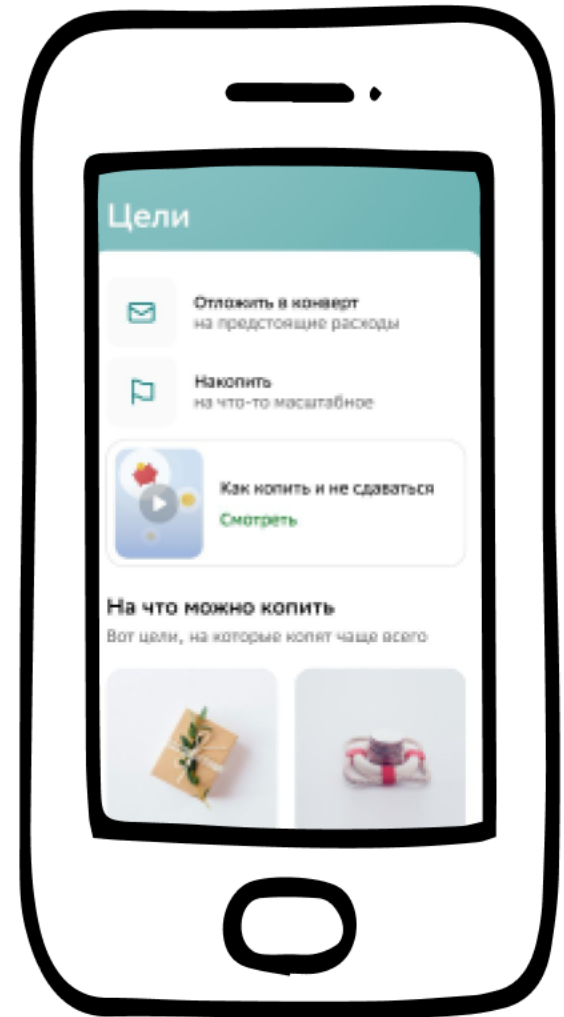 Цели
Отложить в конверт
на предстоящие расходы
Накопить
на что-то масштабное
Как копить и не сдаваться
Смотреть
На что можно копить
Вот цели, на которые копят чаще всего